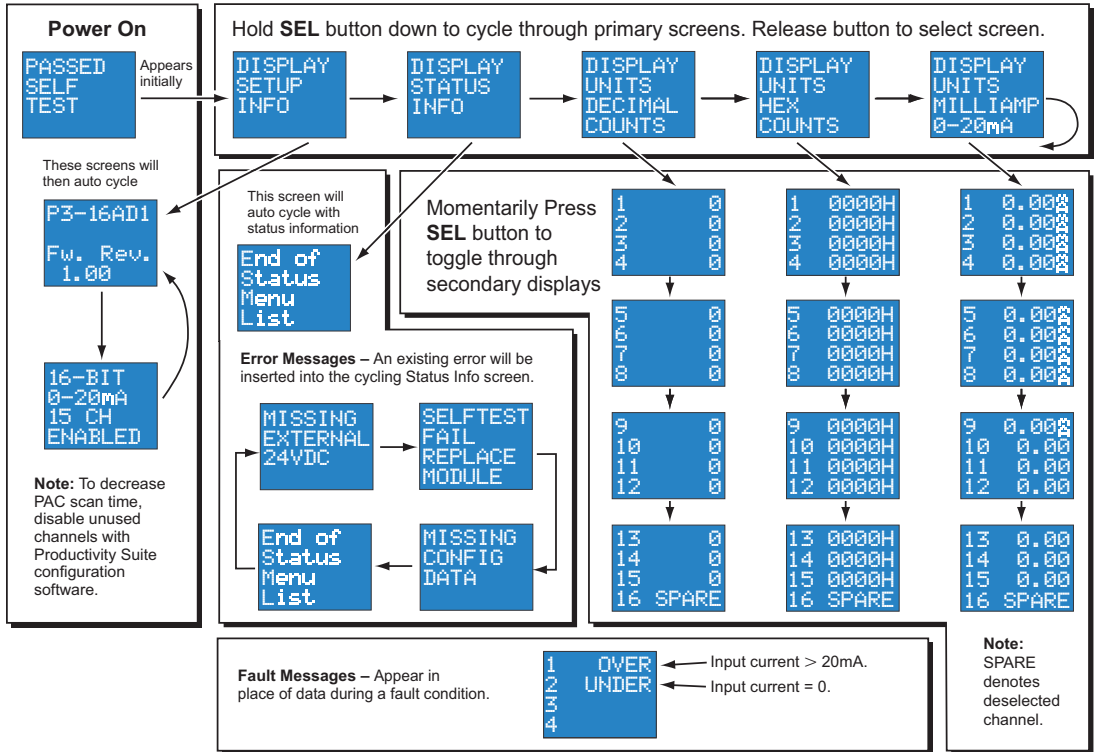 Power On
PASSED
SELF
TEST
Appears
initially
These screens will
then auto cycle
P3-16AD1
Fw. Rev.
1.00
16-BIT
0-20mA
15 CH
ENABLED
Note: To decrease
PAC scan time,
disable unused
channels with
Productivity Suite
configuration
software.
Hold SEL button down to cycle through primary screens. Release button to select screen.
DISPLAY
SETUP
INFO
DISPLAY
STATUS
INFO
DISPLAY
UNITS
DECIMAL
COUNTS
DISPLAY
UNITS
HEX
COUNTS
DISPLAY
UNITS
MILLIAMP
0-20mA
This screen will
auto cycle with
status information
End of
Status
Menu
List
Error Messages – An existing error will be
inserted into the cycling Status Info screen.
MISSING
EXTERNAL
24VDC
SELFTEST
FAIL
REPLACE
MODULE
End of
Status
Menu
List
MISSING
CONFIG
DATA
Momentarily Press
SEL button to
toggle through
secondary displays
1 0
2 0
3 0
4 0
5 0
6 0
7 0
8 0
9 0
10 0
11 0
12 0
13 0
14 0
15 0
16 SPARE
1 0000H
2 0000H
3 0000H
4 0000H
5 0000H
6 0000H
7 0000H
8 0000H
9 0000H
10 0000H
11 0000H
12 0000H
13 0000H
14 0000H
15 0000H
16 SPARE
1 0.00
2 0.00
3 0.00
4 0.00
5 0.00
6 0.00
7 0.00
8 0.00
9 0.00
10 0.00
11 0.00
12 0.00
13 0.00
14 0.00
15 0.00
16 SPARE
Fault Messages – Appear in
place of data during a fault condition.
1 OVER
2 UNDER
3
4
Input current > 20mA.
Input current = 0.
Note:
SPARE
denotes
deselected
channel.